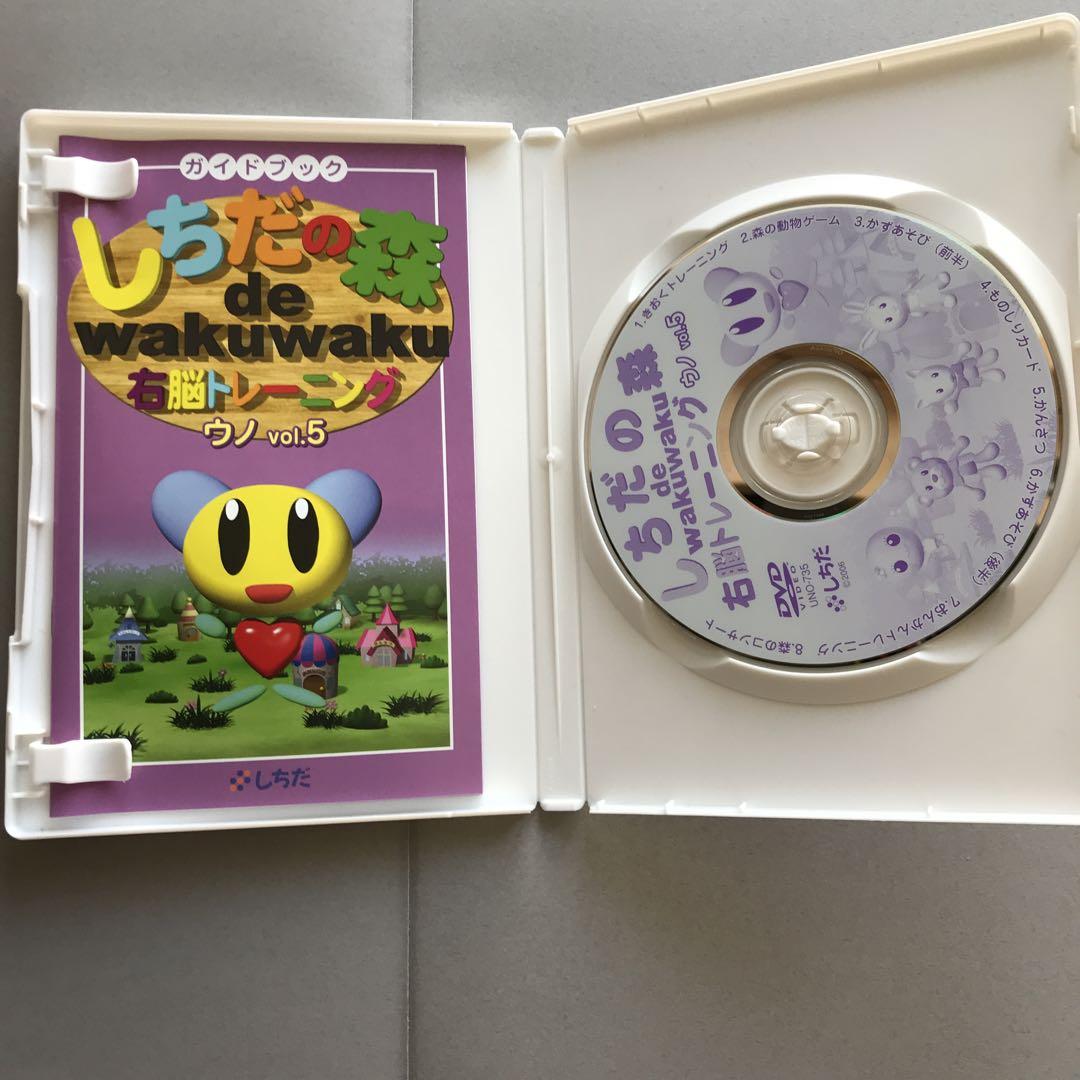 ガイドブック
しちだの森
de
wakuwaku
右脳トレーニング
ウノ vol.5
しちだ
1.きおくトレーニング 2.森の動物ゲーム 3.かずあそび(前半) 4.ものしりカード 5.かんさつ 6.かずあそび(後半) 7.おんかんトレーニング 8.森のコンサート
しちだの森
de
wakuwaku
右脳トレーニング ウノ vol.5
DVD
VIDEO
UNO-735
しちだ
©2006